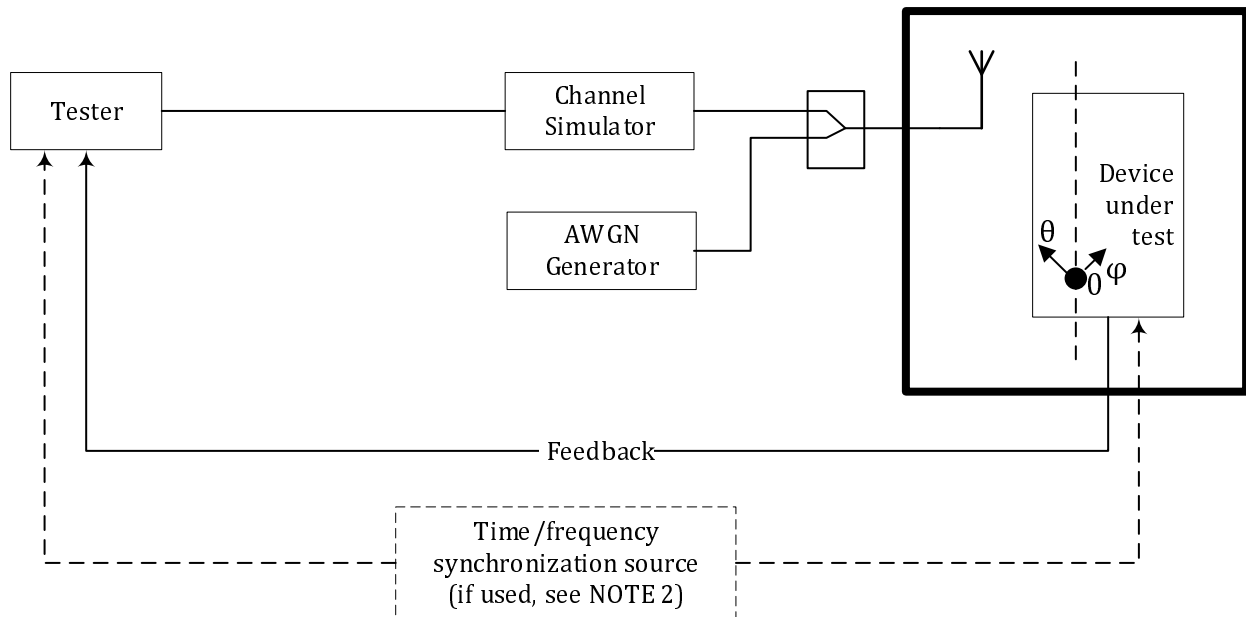 Tester
Channel
Simulator
AWGN
Generator
Device
under
test
θ
φ
0
Feedback
Time/frequency
synchronization source
(if used, see NOTE 2)